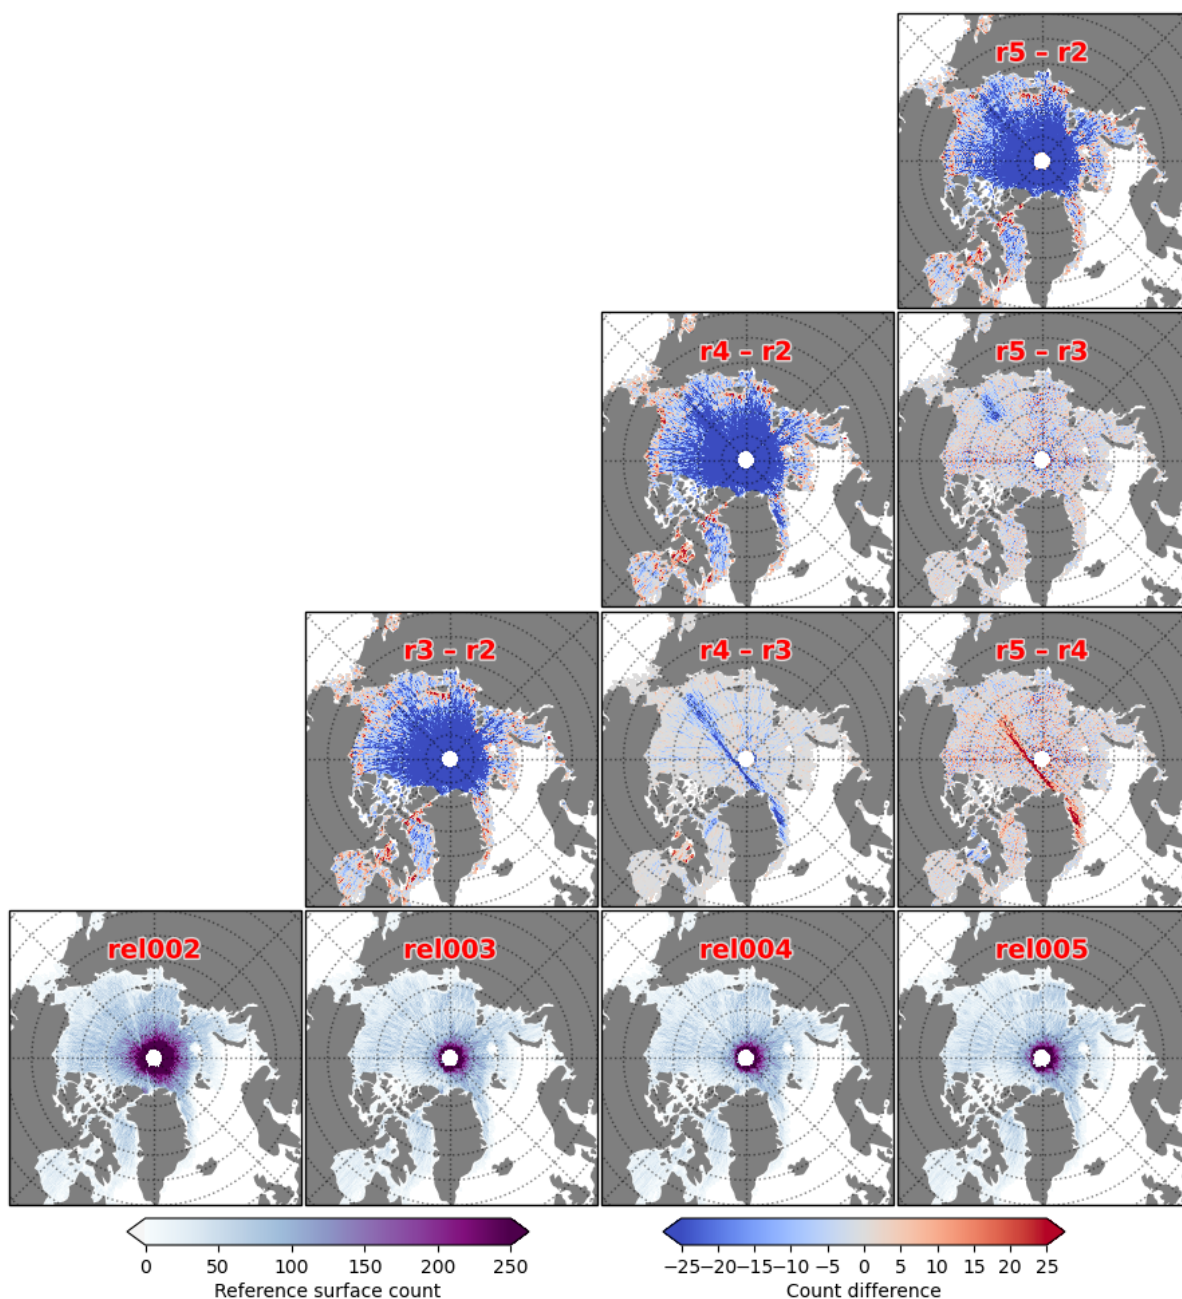 r5 – r2
r4 – r2
r5 – r3
r3 – r2
r4 – r3
r5 – r4
rel002
rel003
rel004
rel005
0 50 100 150 200 250
Reference surface count
−25−20−15−10 −5 0 5 10 15 20 25
Count difference